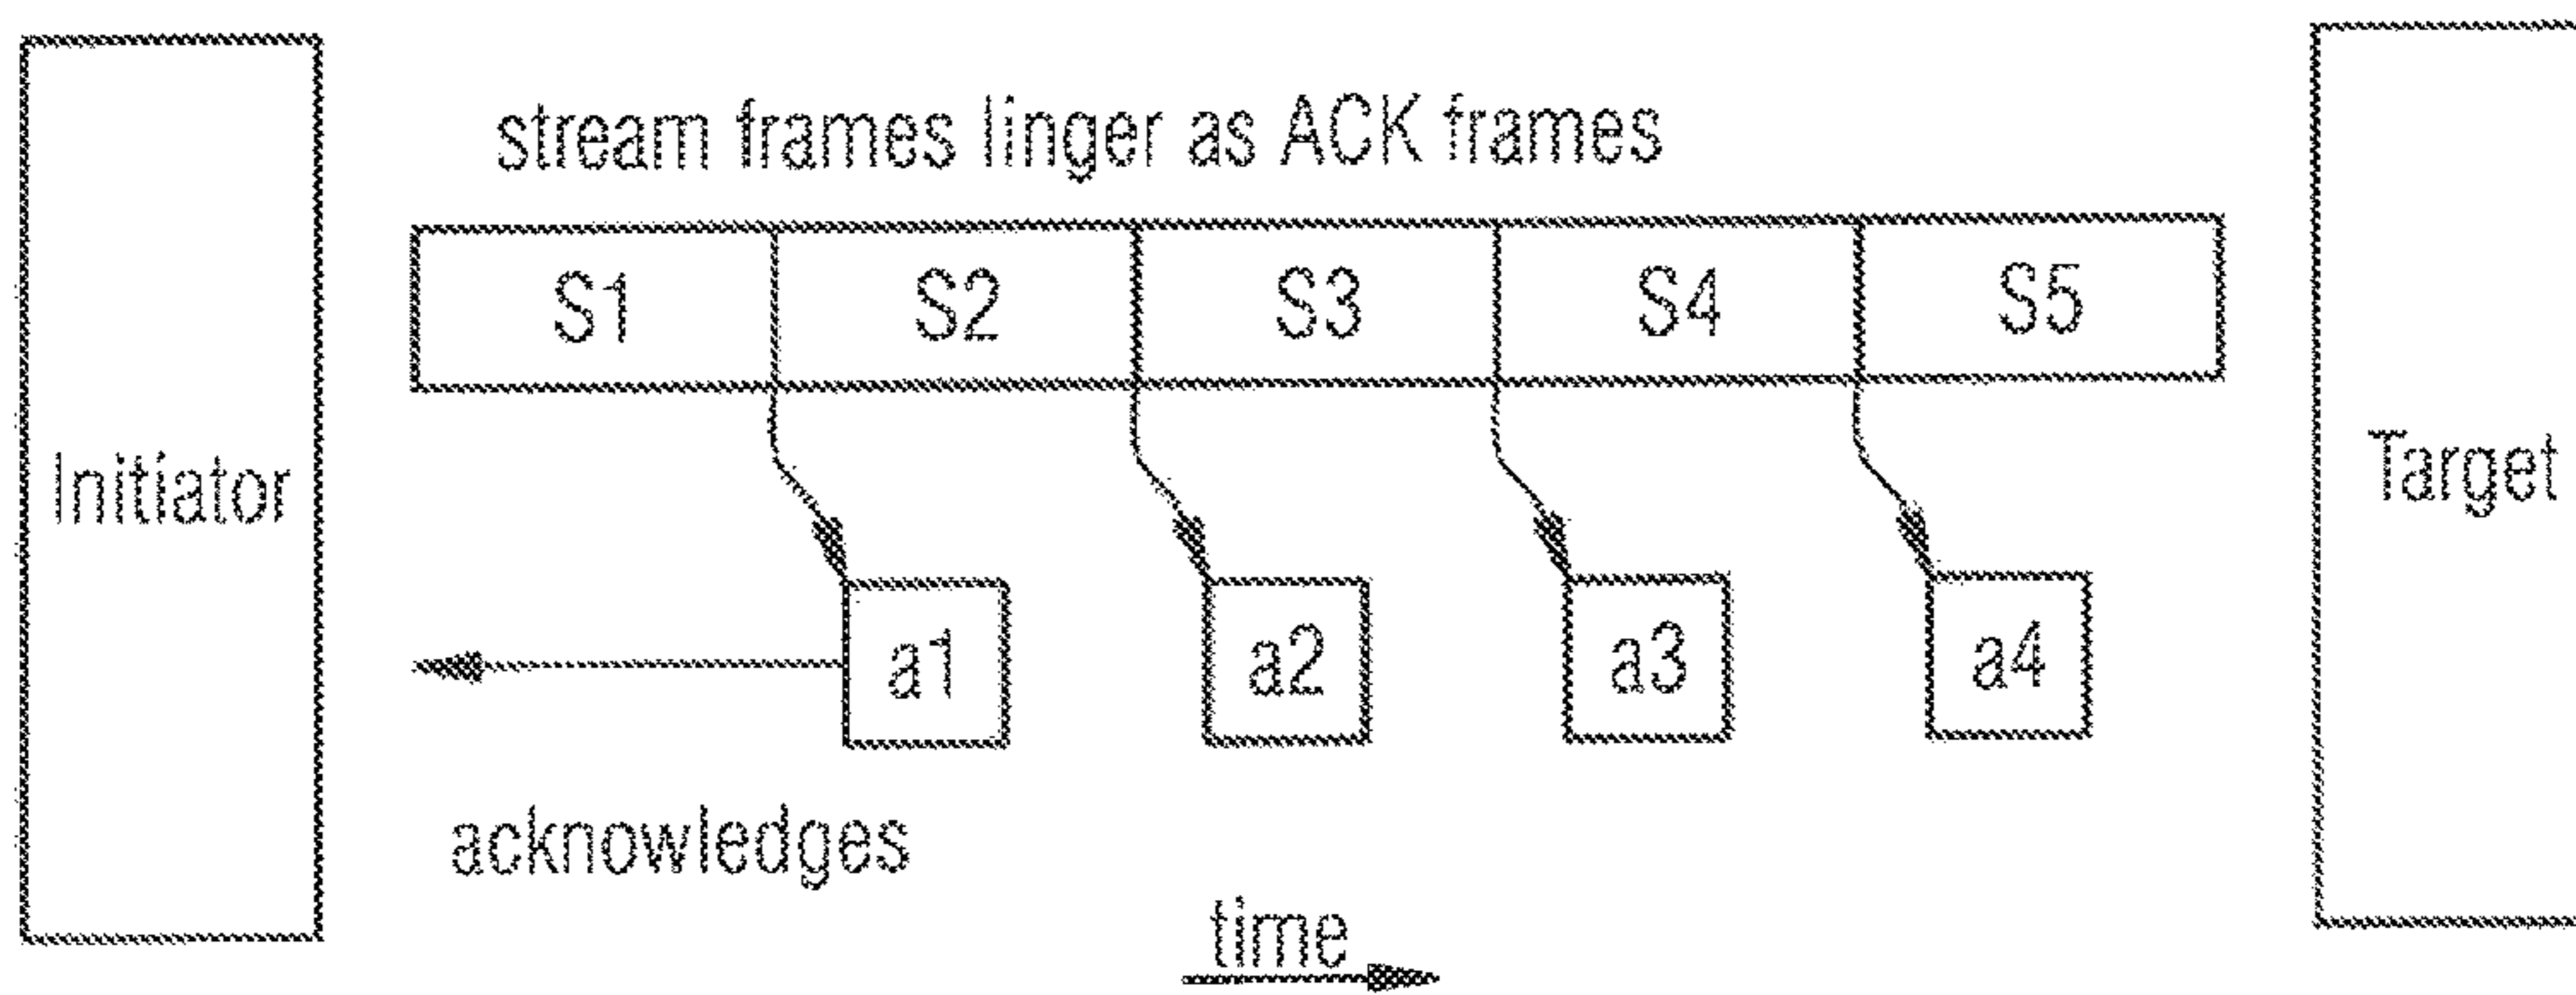 stream frames linger as ACK frames
S1 S2 S3 S4 S5
Initiator
Target
a1 a2 a3 a4
acknowledges
time